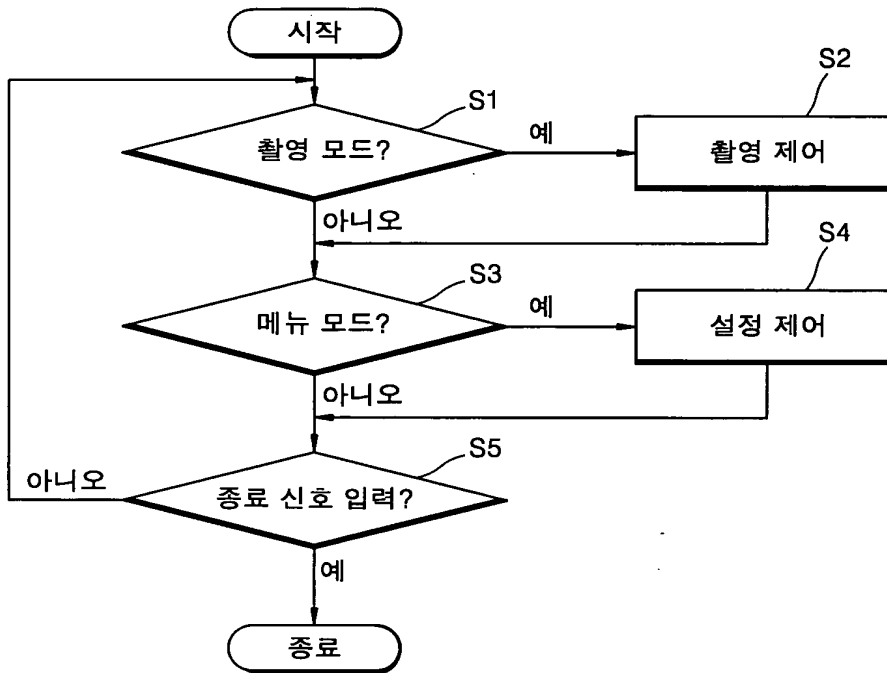 시작
S1
촬영 모드?
예
S2
촬영 제어
아니오
S3
메뉴 모드?
예
S4
설정 제어
아니오
S5
종료 신호 입력?
아니오
예
종료